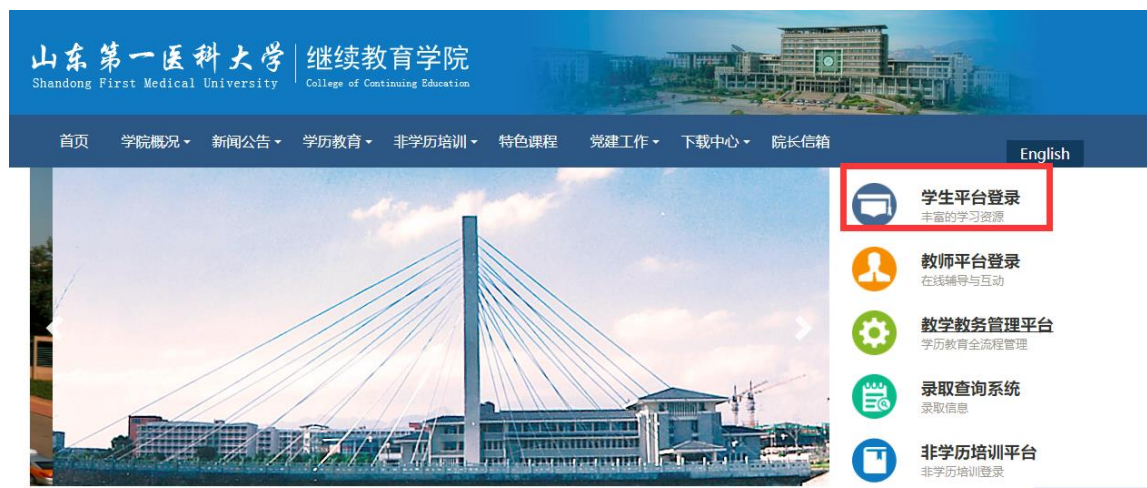 山东第一医科大学 继续教育学院
Shandong First Medical University College of Continuing Education
首页 学院概况 新闻公告 学历教育 非学历培训 特色课程 党建工作 下载中心 院长信箱
English
学生平台登录
丰富的学习资源
教师平台登录
在线辅导与互动
教学教务管理平台
学历教育全流程管理
录取查询系统
录取信息
非学历培训平台
非学历培训登录